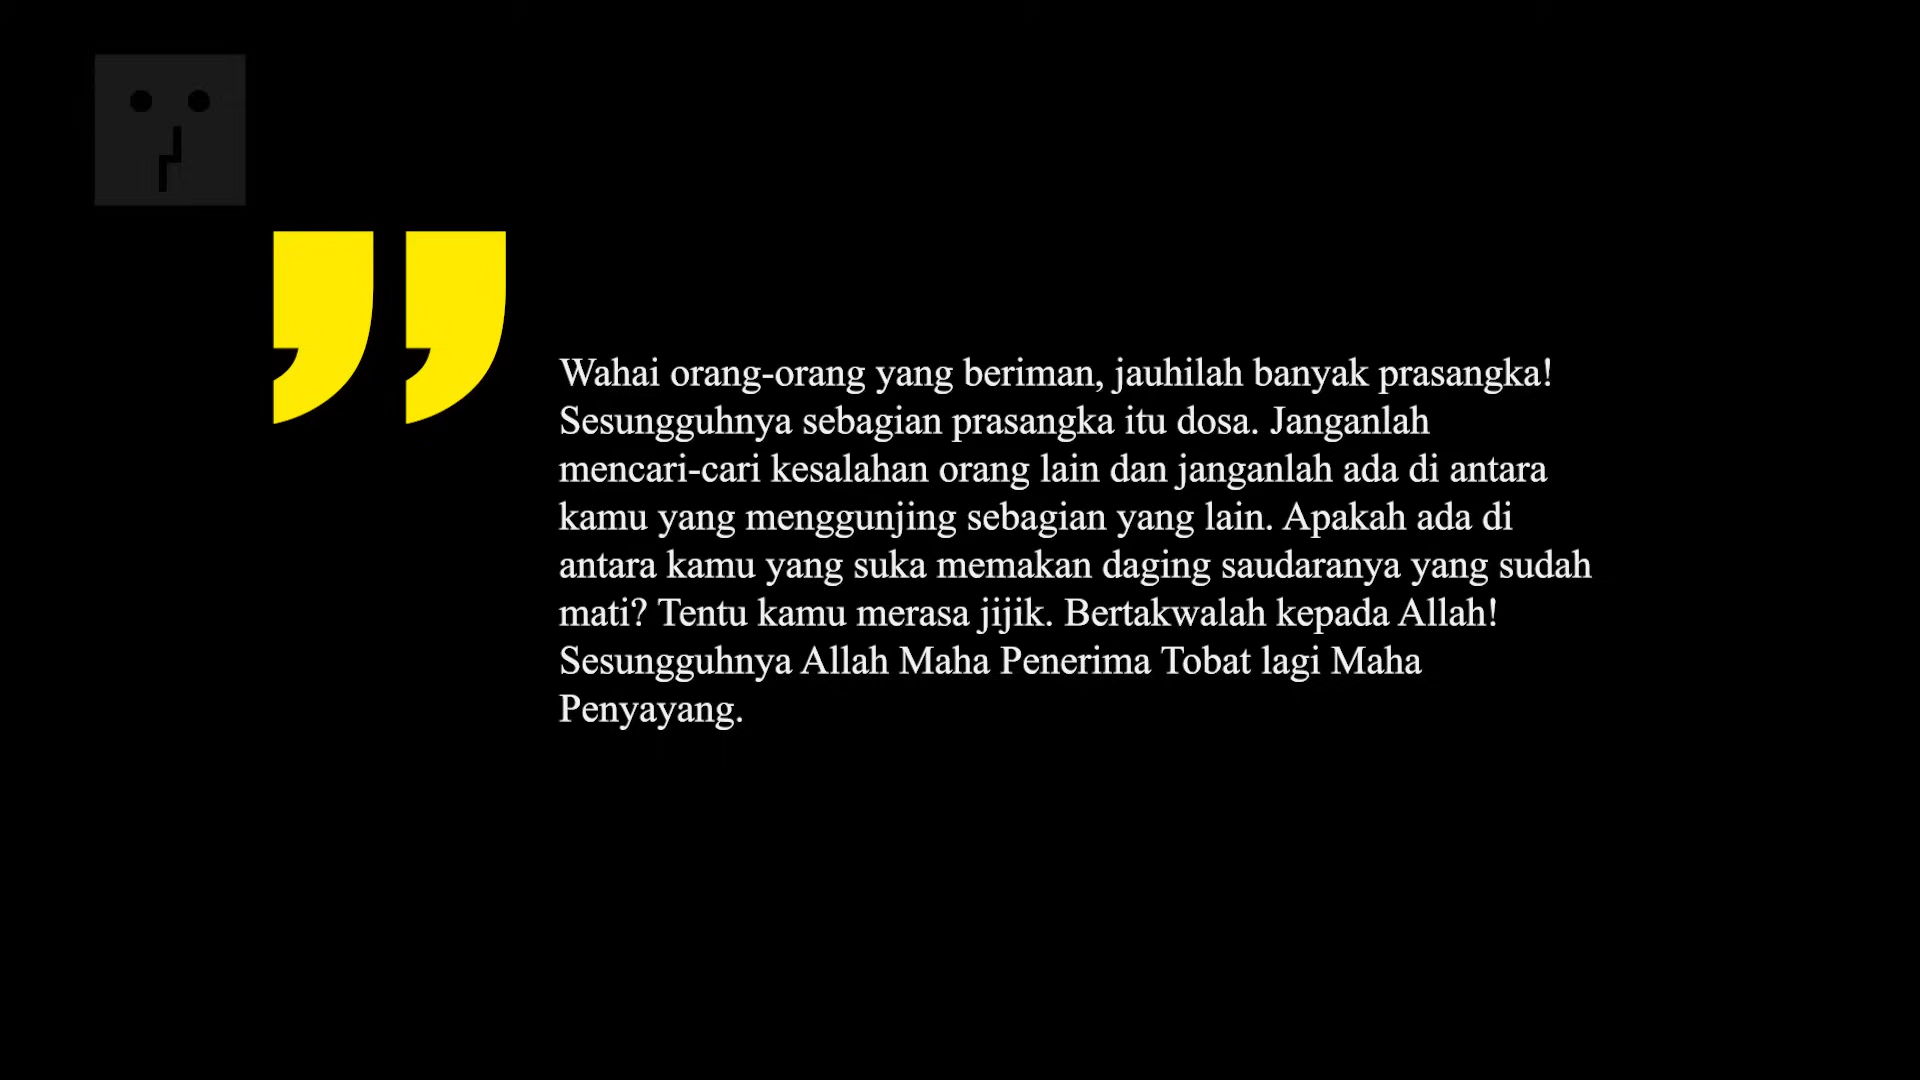 Wahai orang-orang yang beriman, jauhilah banyak prasangka!
Sesungguhnya sebagian prasangka itu dosa. Janganlah
mencari-cari kesalahan orang lain dan janganlah ada di antara
kamu yang menggunjing sebagian yang lain. Apakah ada di
antara kamu yang suka memakan daging saudaranya yang sudah
mati? Tentu kamu merasa jijik. Bertakwalah kepada Allah!
Sesungguhnya Allah Maha Penerima Tobat lagi Maha
Penyayang.